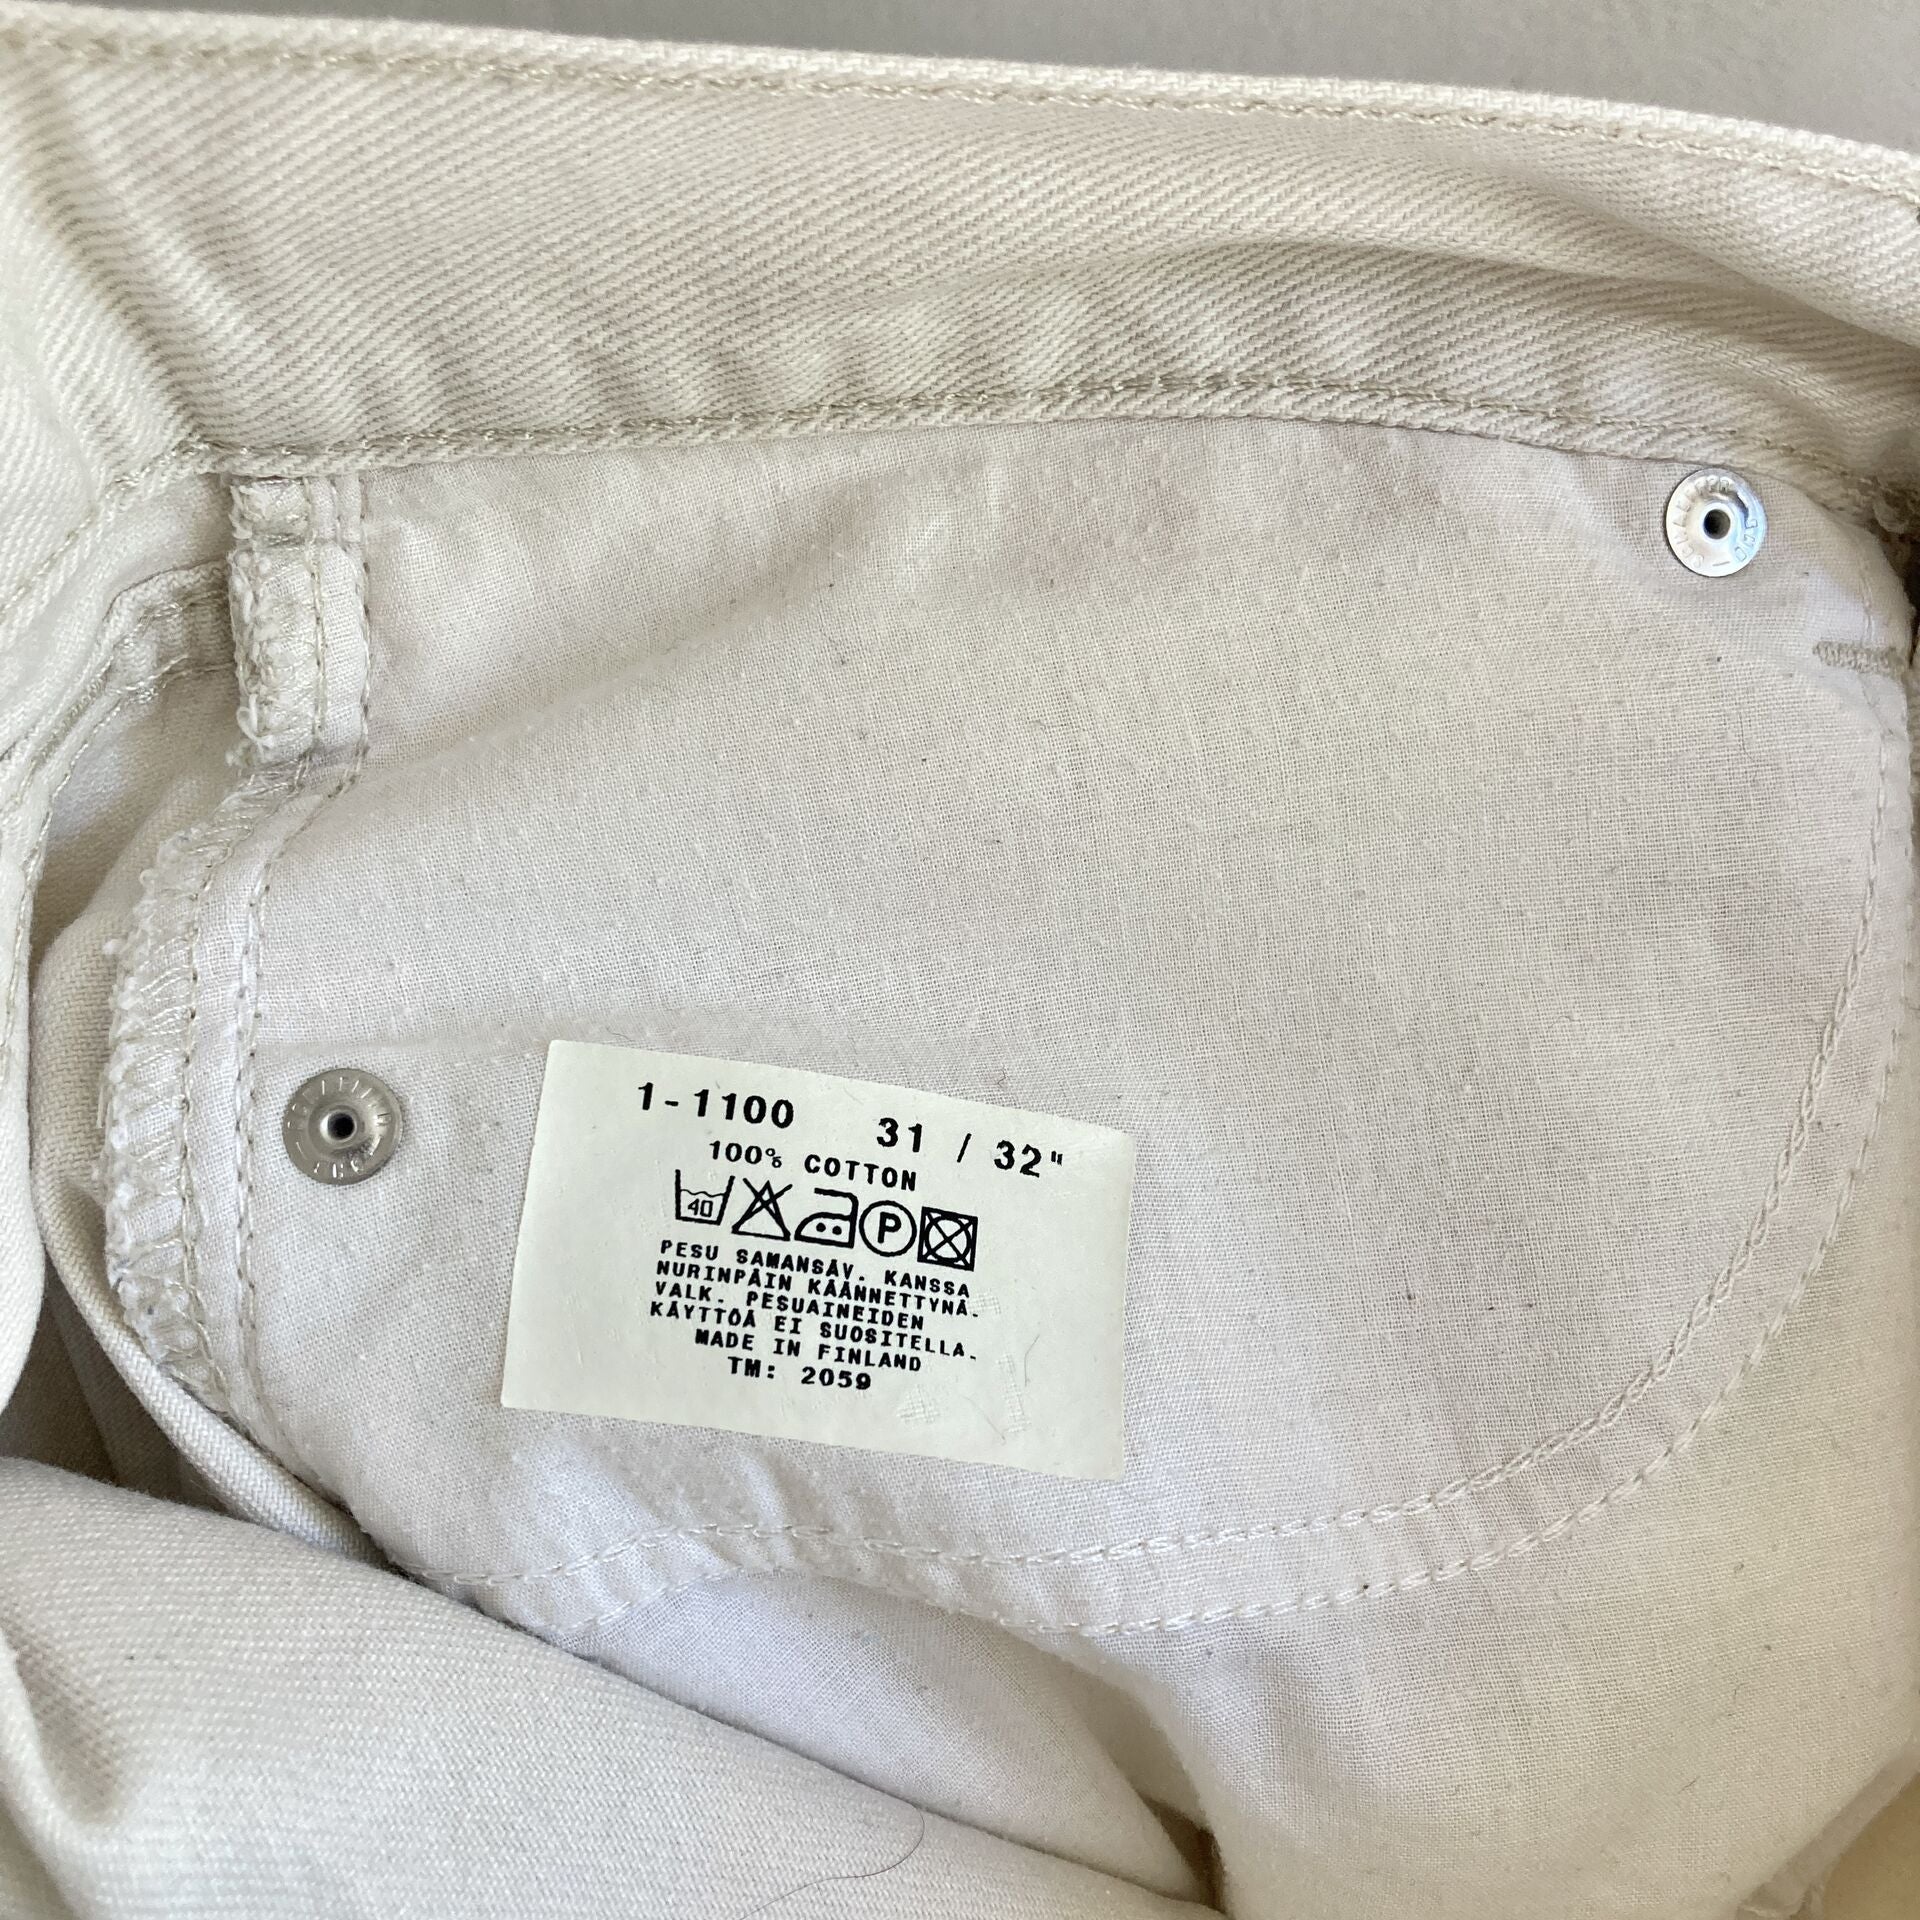 1-1100 31 / 32"
100% COTTON
40 P
PESU SAMANSÄV. KANSSA
NURINPÄIN KÄÄNNETTYNÄ.
VALK. PESUAINEIDEN
KÄYTTÖÄ EI SUOSITELLA.
MADE IN FINLAND
TM: 2059